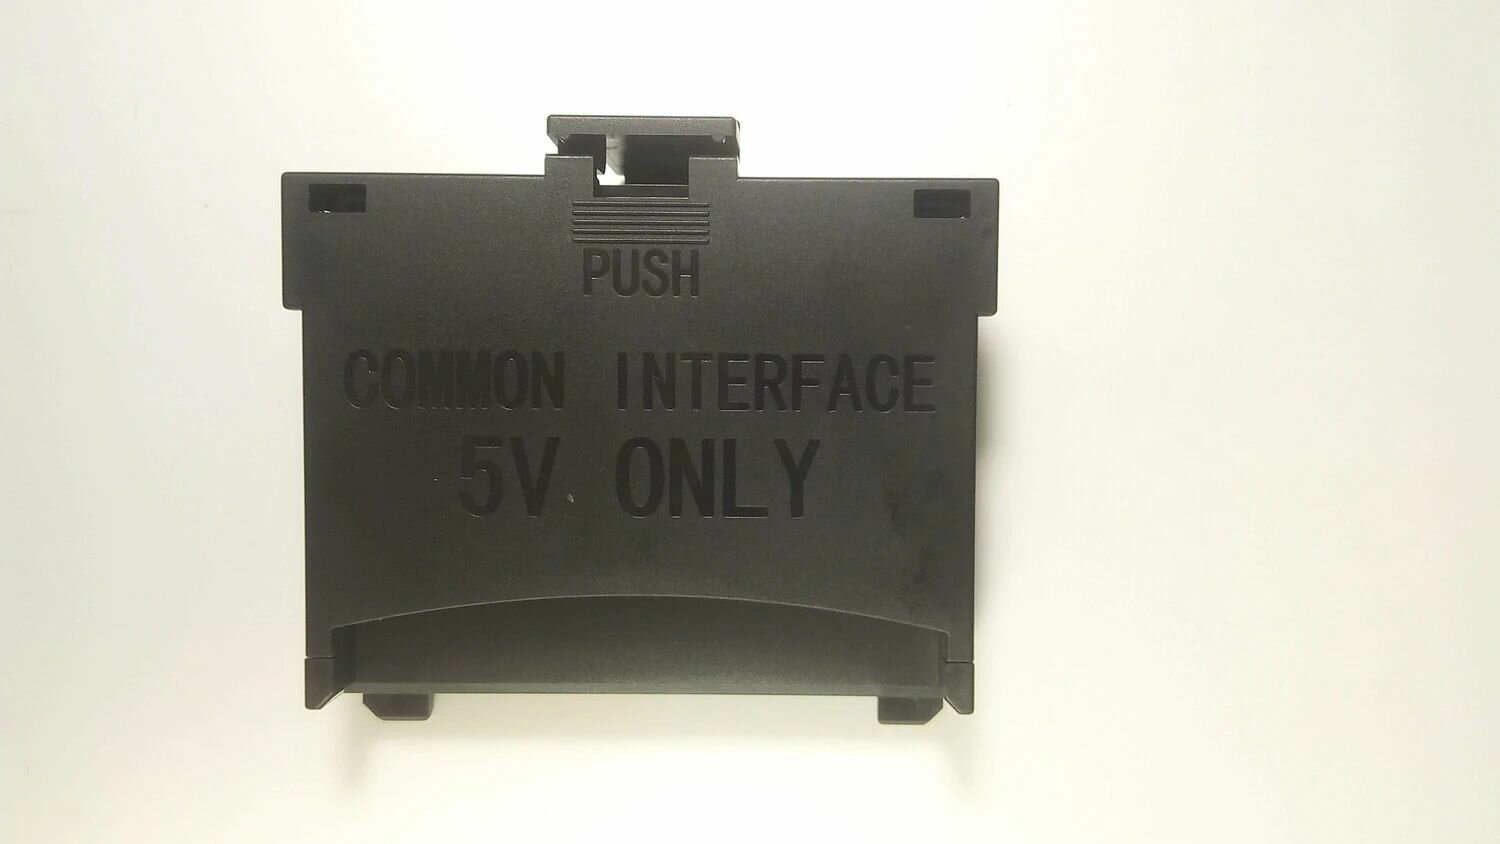 PUSH
COMMON INTERFACE
5V ONLY